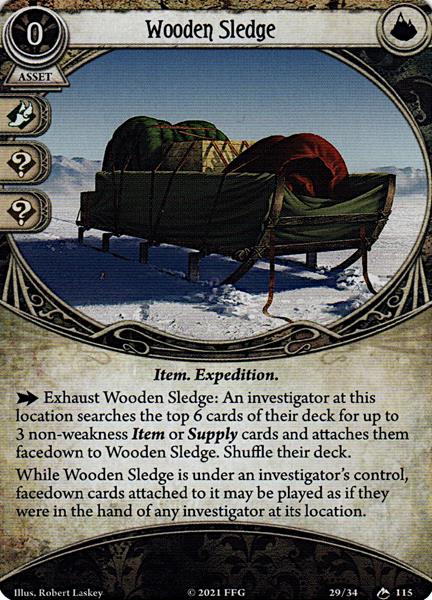 0
Wooden Sledge
ASSET
?
?
Item. Expedition.
Exhaust Wooden Sledge: An investigator at this
location searches the top 6 cards of their deck for up to
3 non-weakness Item or Supply cards and attaches them
facedown to Wooden Sledge. Shuffle their deck.
While Wooden Sledge is under an investigator's control,
facedown cards attached to it may be played as if they
were in the hand of any investigator at its location.
Illus. Robert Laskey © 2021 FFG 29/34 115